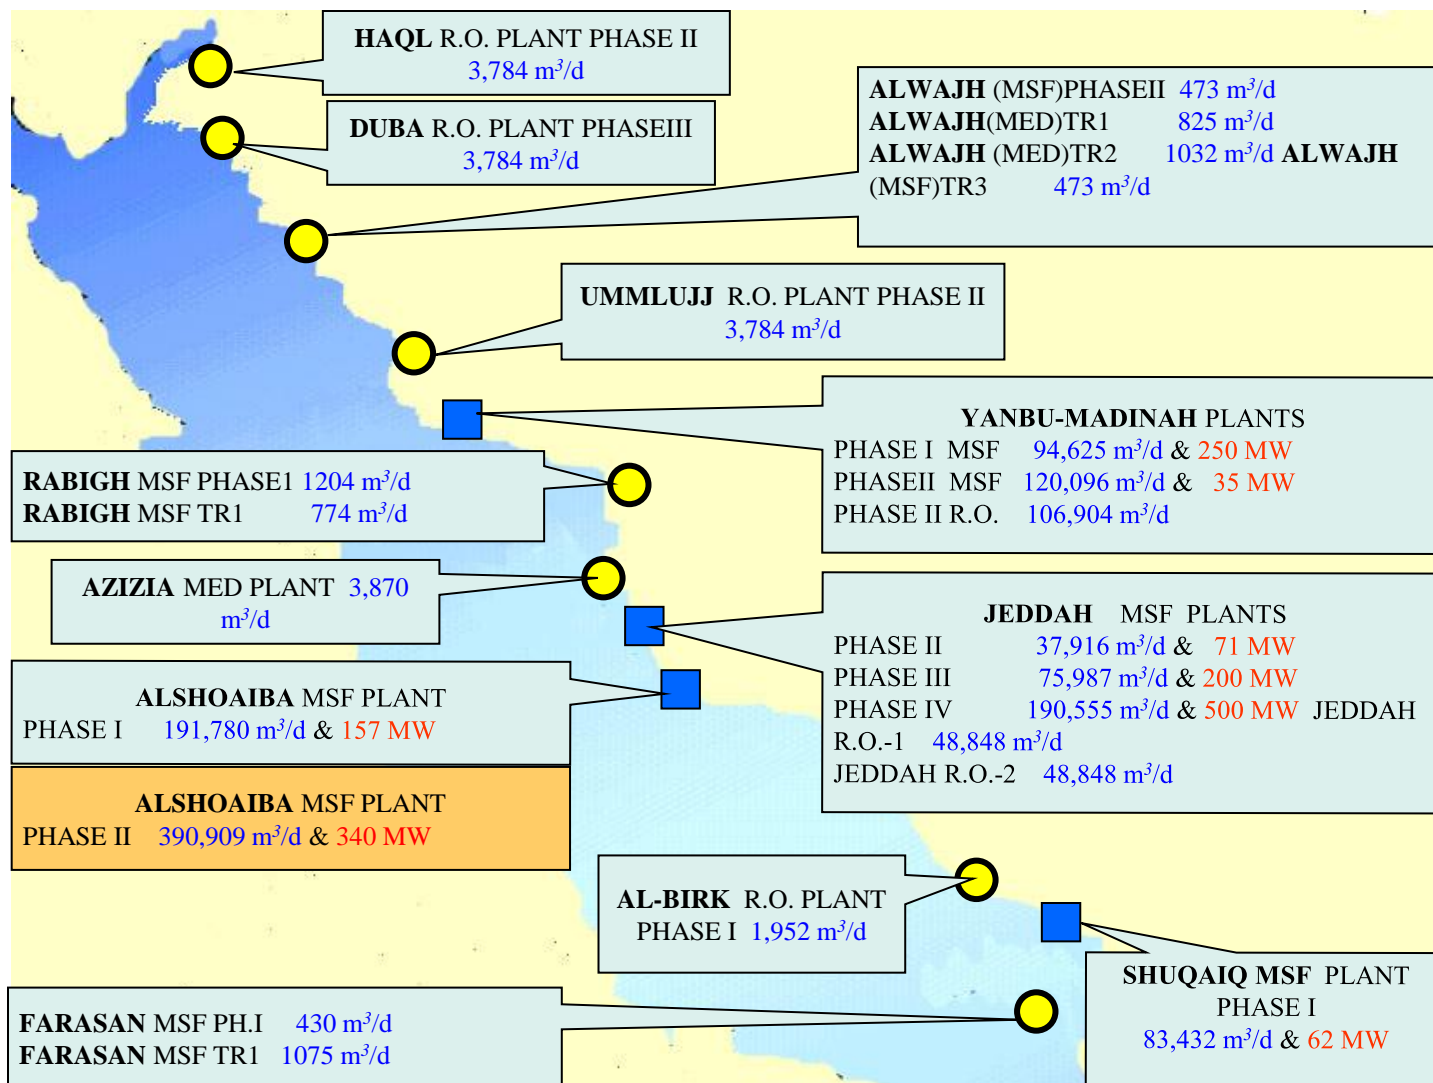 HAQL R.O. PLANT PHASE II
3,784 m³/d
DUBA R.O. PLANT PHASEIII
3,784 m³/d
ALWAJH (MSF)PHASEII 473 m³/d
ALWAJH(MED)TR1 825 m³/d
ALWAJH (MED)TR2 1032 m³/d ALWAJH
(MSF)TR3 473 m³/d
UMMLUJJ R.O. PLANT PHASE II
3,784 m³/d
YANBU-MADINAH PLANTS
PHASE I MSF 94,625 m³/d & 250 MW
PHASEII MSF 120,096 m³/d & 35 MW
PHASE II R.O. 106,904 m³/d
RABIGH MSF PHASE1 1204 m³/d
RABIGH MSF TR1 774 m³/d
AZIZIA MED PLANT 3,870
m³/d
JEDDAH MSF PLANTS
PHASE II 37,916 m³/d & 71 MW
PHASE III 75,987 m³/d & 200 MW
PHASE IV 190,555 m³/d & 500 MW JEDDAH
R.O.-1 48,848 m³/d
JEDDAH R.O.-2 48,848 m³/d
ALSHOAIBA MSF PLANT
PHASE I 191,780 m³/d & 157 MW
ALSHOAIBA MSF PLANT
PHASE II 390,909 m³/d & 340 MW
AL-BIRK R.O. PLANT
PHASE I 1,952 m³/d
SHUQAIQ MSF PLANT
PHASE I
83,432 m³/d & 62 MW
FARASAN MSF PH.I 430 m³/d
FARASAN MSF TR1 1075 m³/d